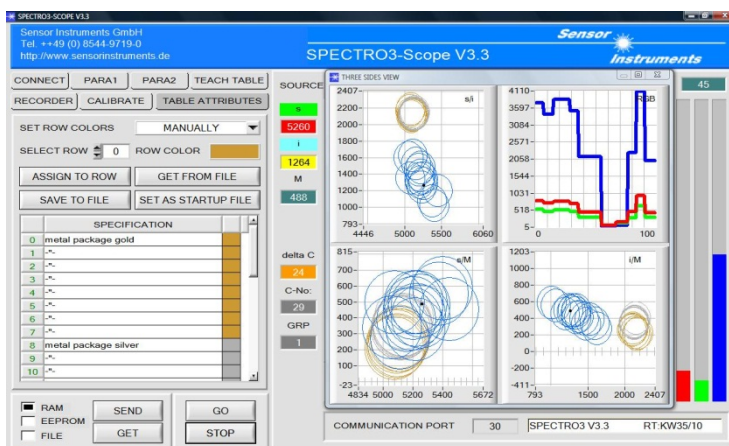 SPECTRO3-SCOPE V3.3
Sensor Instruments GmbH
Tel. ++49 (0) 8544-9719-0
http://www.sensorinstruments.de
SPECTRO3-Scope V3.3
Sensor
Instruments
CONNECT PARA1 PARA2 TEACH TABLE
RECORDER CALIBRATE TABLE ATTRIBUTES
SET ROW COLORS MANUALLY
SELECT ROW 0 ROW COLOR
ASSIGN TO ROW GET FROM FILE
SAVE TO FILE SET AS STARTUP FILE
SPECIFICATION
0 metal package gold
1 -"-
2 -"-
3 -"-
4 -"-
5 -"-
6 -"-
7 -"-
8 metal package silver
9 -"-
10 -"-
RAM
EEPROM
FILE
SEND GO
GET STOP
SOURCE
s
5260
i
1264
M
488
delta C
24
C-No:
29
GRP
1
THREE SIDES VIEW
s/i
2407-
2200-
2000-
1800-
1600-
1400-
1200-
1000-
793-
4446 5000 5500 6060
RGB
4110-
3597-
3084-
2571-
2058-
1544-
1031-
518-
5-
0 100
s/M
815-
700-
600-
500-
400-
300-
200-
100-
-23-
4834 5000 5200 5400 5672
i/M
1203-
1000-
800-
600-
400-
200-
0-
-200-
-411-
793 1500 2000 2407
45
COMMUNICATION PORT 30 SPECTRO3 V3.3 RT:KW35/10